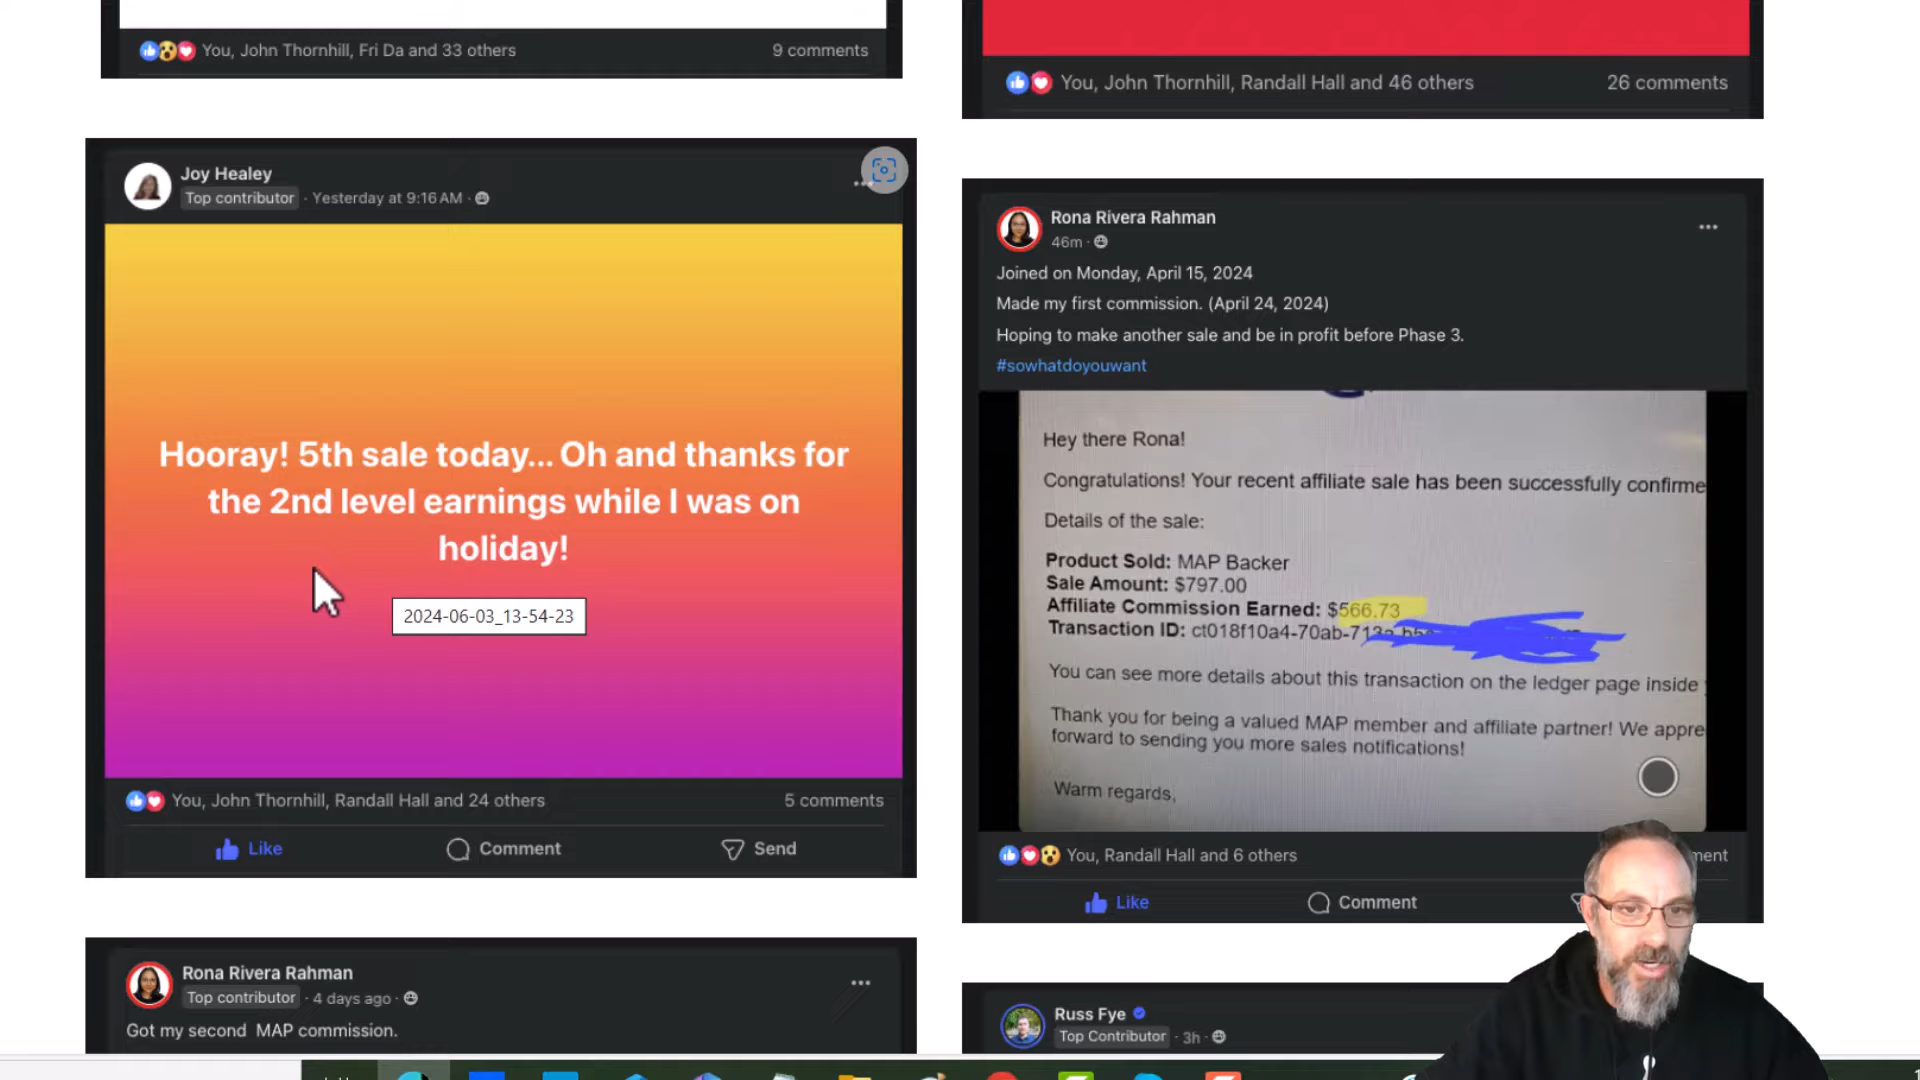 You, John Thornhill, Fri Da and 33 others
9 comments
You, John Thornhill, Randall Hall and 46 others
26 comments
Joy Healey
Top contributor · Yesterday at 9:16 AM ·
Hooray! 5th sale today... Oh and thanks for
the 2nd level earnings while I was on
holiday!
2024-06-03_13-54-23
You, John Thornhill, Randall Hall and 24 others
5 comments
Like
Comment
Send
Rona Rivera Rahman
46m ·
Joined on Monday, April 15, 2024
Made my first commission. (April 24, 2024)
Hoping to make another sale and be in profit before Phase 3.
#sowhatdoyouwant
Hey there Rona!
Congratulations! Your recent affiliate sale has been successfully confirme
Details of the sale:
Product Sold: MAP Backer
Sale Amount: $797.00
Affiliate Commission Earned: $566.73
Transaction ID: ct018f10a4-70ab-713a
You can see more details about this transaction on the ledger page inside
Thank you for being a valued MAP member and affiliate partner! We appre
forward to sending you more sales notifications!
Warm regards,
You, Randall Hall and 6 others
ment
Like
Comment
Rona Rivera Rahman
Top contributor · 4 days ago ·
Got my second MAP commission.
Russ Fye
Top Contributor · 3h ·